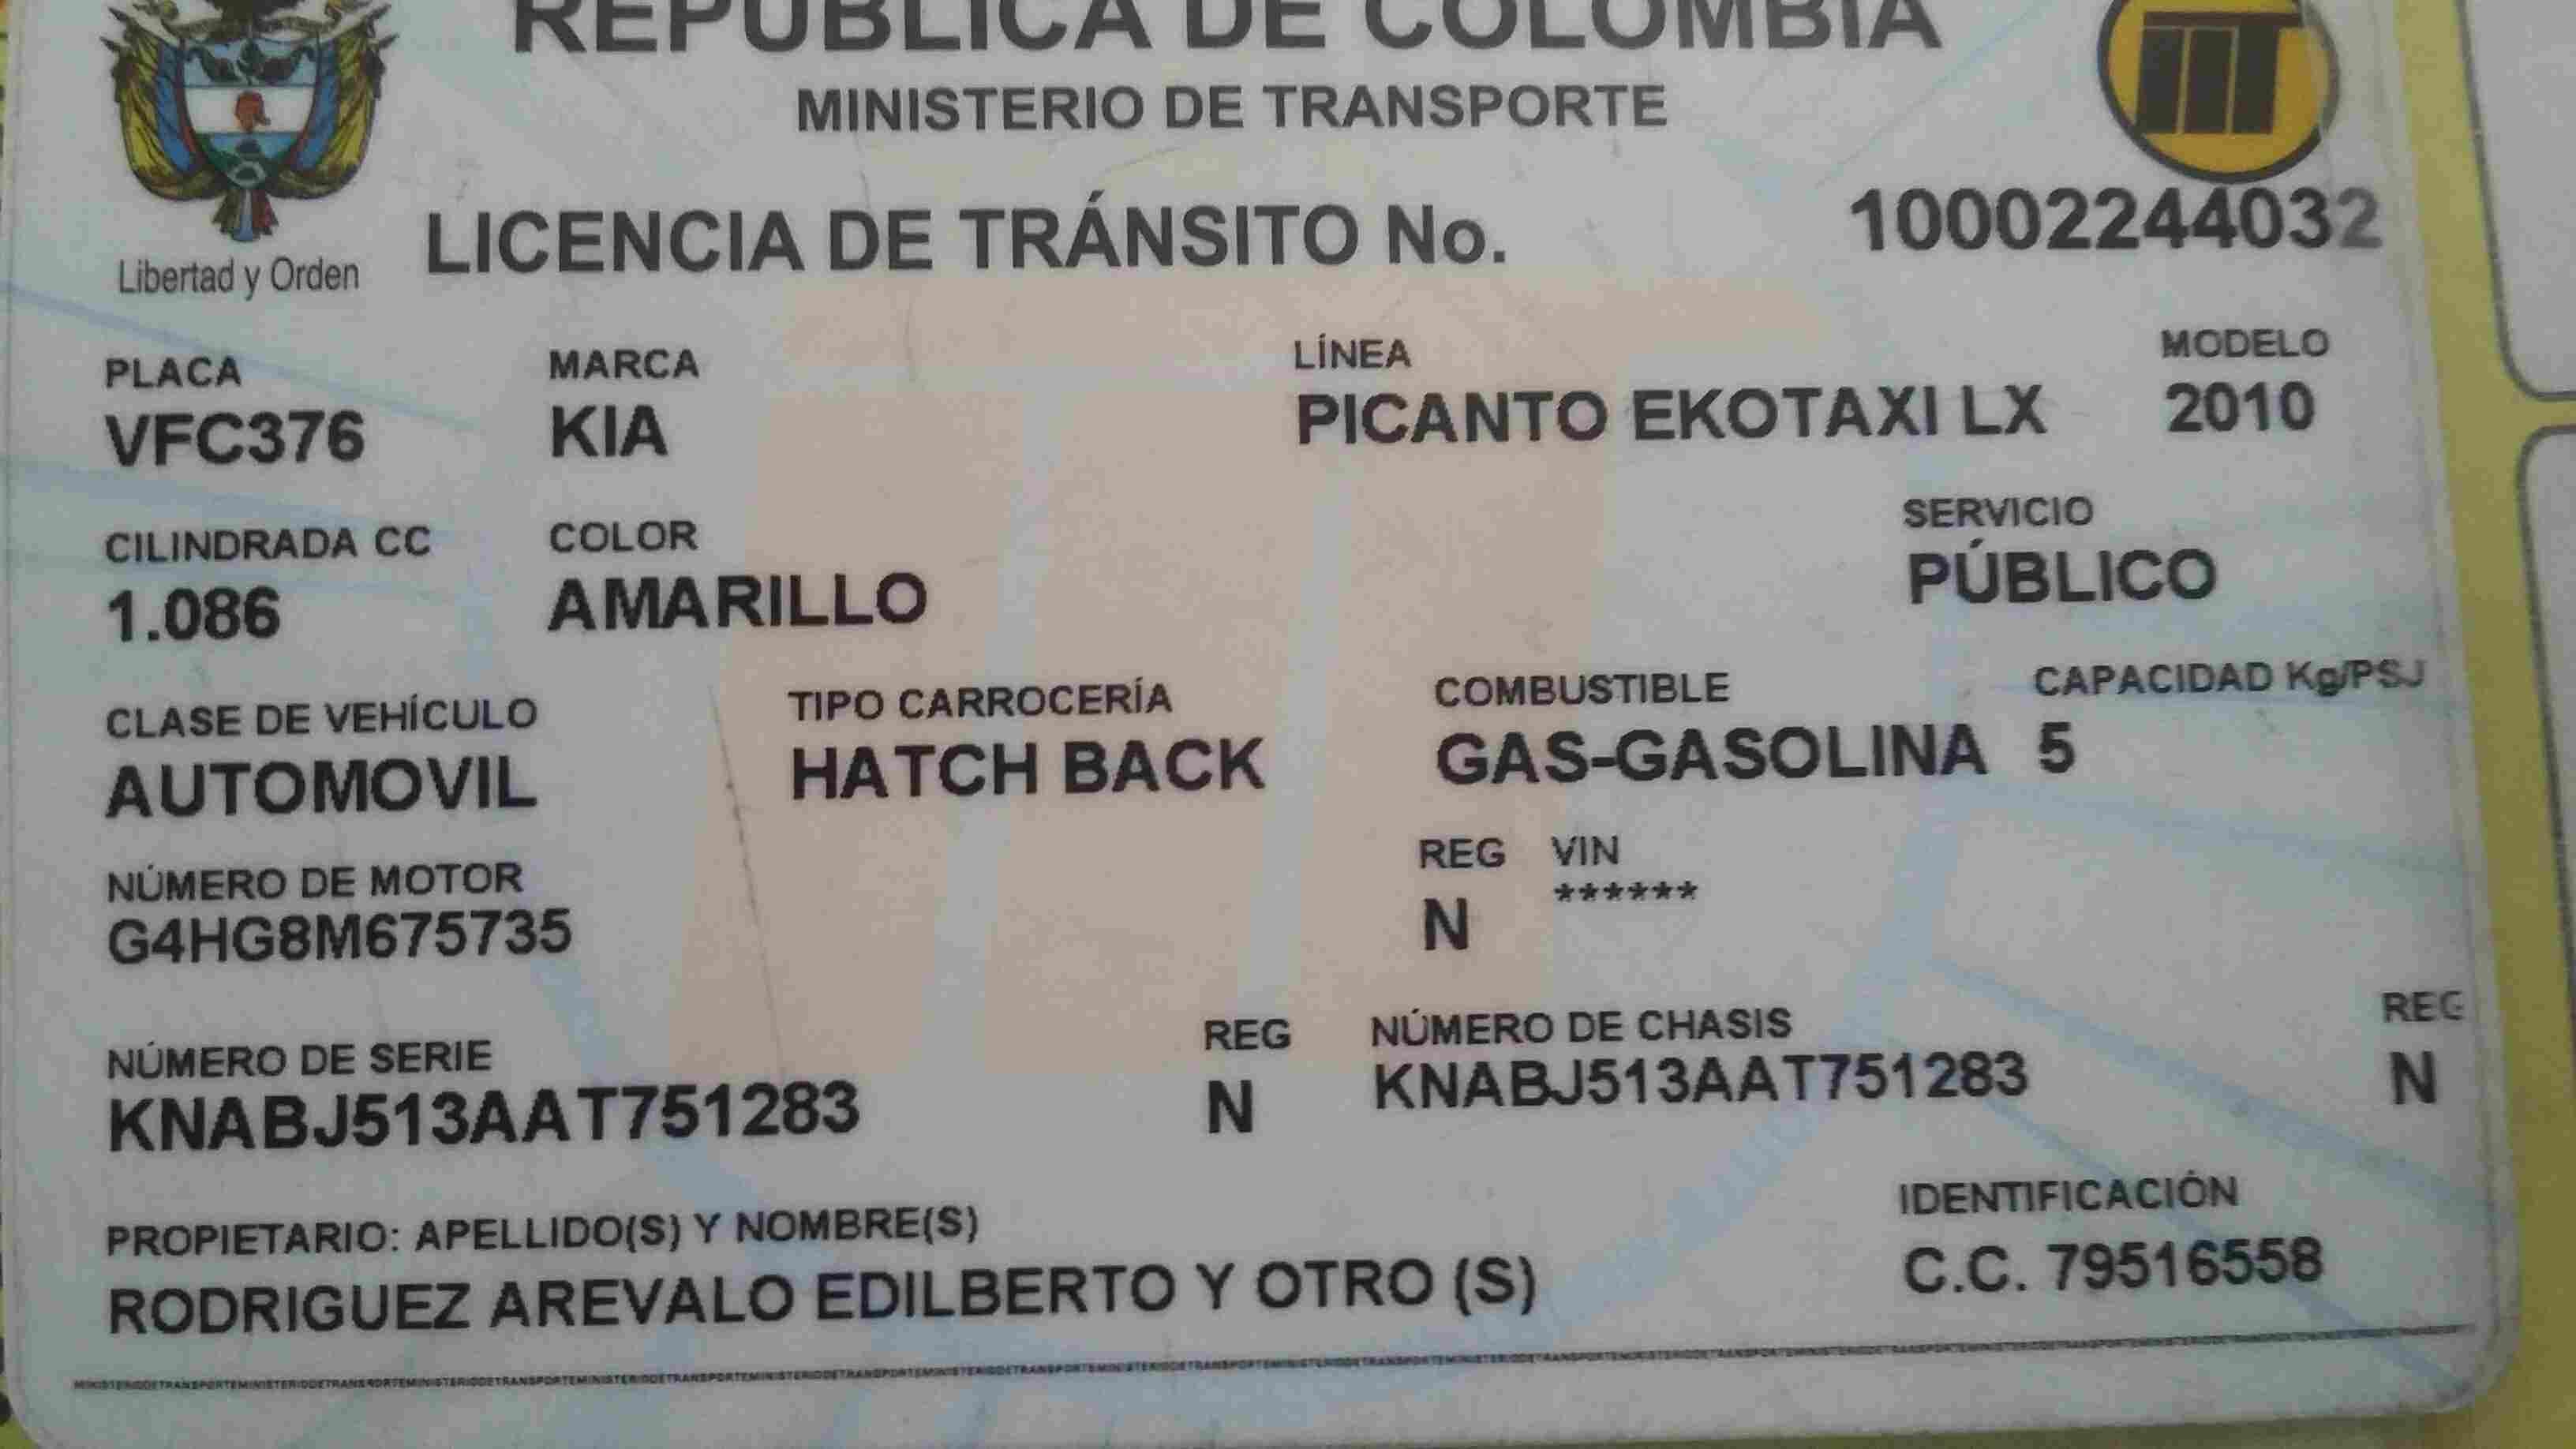 REPÚBLICA DE COLOMBIA
MINISTERIO DE TRANSPORTE
Libertad y Orden
LICENCIA DE TRÁNSITO No. 10002244032
PLACA MARCA LÍNEA MODELO
VFC376 KIA PICANTO EKOTAXI LX 2010
CILINDRADA CC COLOR SERVICIO
1.086 AMARILLO PÚBLICO
CLASE DE VEHÍCULO TIPO CARROCERÍA COMBUSTIBLE CAPACIDAD Kg/PSJ
AUTOMOVIL HATCH BACK GAS-GASOLINA 5
NÚMERO DE MOTOR REG VIN
G4HG8M675735 N ******
NÚMERO DE SERIE REG NÚMERO DE CHASIS REG
KNABJ513AAT751283 N KNABJ513AAT751283 N
PROPIETARIO: APELLIDO(S) Y NOMBRE(S) IDENTIFICACIÓN
RODRIGUEZ AREVALO EDILBERTO Y OTRO (S) C.C. 79516558